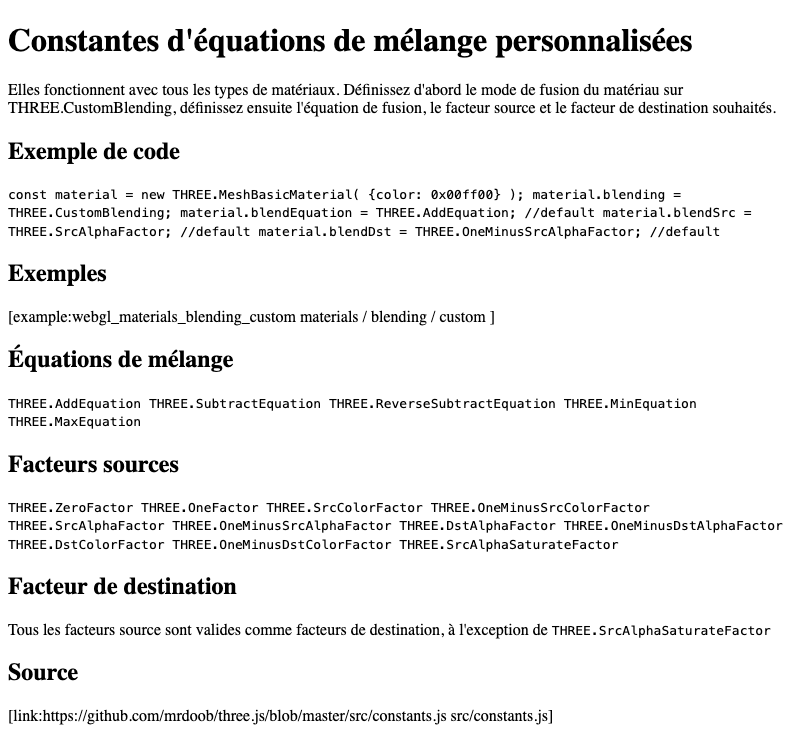 Constantes d'équations de mélange personnalisées
Elles fonctionnent avec tous les types de matériaux. Définissez d'abord le mode de fusion du matériau sur
THREE.CustomBlending, définissez ensuite l'équation de fusion, le facteur source et le facteur de destination souhaités.
Exemple de code
const material = new THREE.MeshBasicMaterial( {color: 0x00ff00} ); material.blending =
THREE.CustomBlending; material.blendEquation = THREE.AddEquation; //default material.blendSrc =
THREE.SrcAlphaFactor; //default material.blendDst = THREE.OneMinusSrcAlphaFactor; //default
Exemples
[example:webgl_materials_blending_custom materials / blending / custom ]
Équations de mélange
THREE.AddEquation THREE.SubtractEquation THREE.ReverseSubtractEquation THREE.MinEquation
THREE.MaxEquation
Facteurs sources
THREE.ZeroFactor THREE.OneFactor THREE.SrcColorFactor THREE.OneMinusSrcColorFactor
THREE.SrcAlphaFactor THREE.OneMinusSrcAlphaFactor THREE.DstAlphaFactor THREE.OneMinusDstAlphaFactor
THREE.DstColorFactor THREE.OneMinusDstColorFactor THREE.SrcAlphaSaturateFactor
Facteur de destination
Tous les facteurs source sont valides comme facteurs de destination, à l'exception de THREE.SrcAlphaSaturateFactor
Source
[link:https://github.com/mrdoob/three.js/blob/master/src/constants.js src/constants.js]